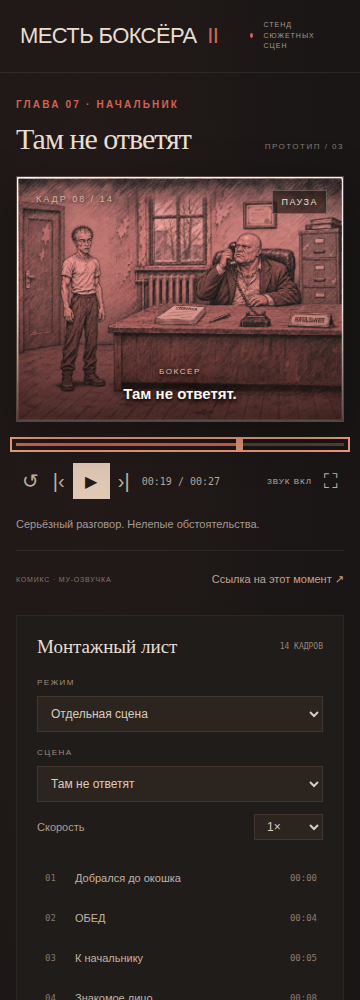 МЕСТЬ БОКСЁРА II
СТЕНД
СЮЖЕТНЫХ
СЦЕН
ГЛАВА 07 · НАЧАЛЬНИК
Там не ответят
ПРОТОТИП / 03
КАДР 08 / 14
ПАУЗА
НАЧАЛЬНИК
БОКСЁР
Там не ответят.
00:19 / 00:27
ЗВУК ВКЛ
Серьёзный разговор. Нелепые обстоятельства.
КОМИКС · МУ-ОЗВУЧКА
Ссылка на этот момент ↗
Монтажный лист
14 КАДРОВ
РЕЖИМ
Отдельная сцена
СЦЕНА
Там не ответят
Скорость
1×
01 Добрался до окошка 00:00
02 ОБЕД 00:04
03 К начальнику 00:05
04 Знакомое лицо 00:08